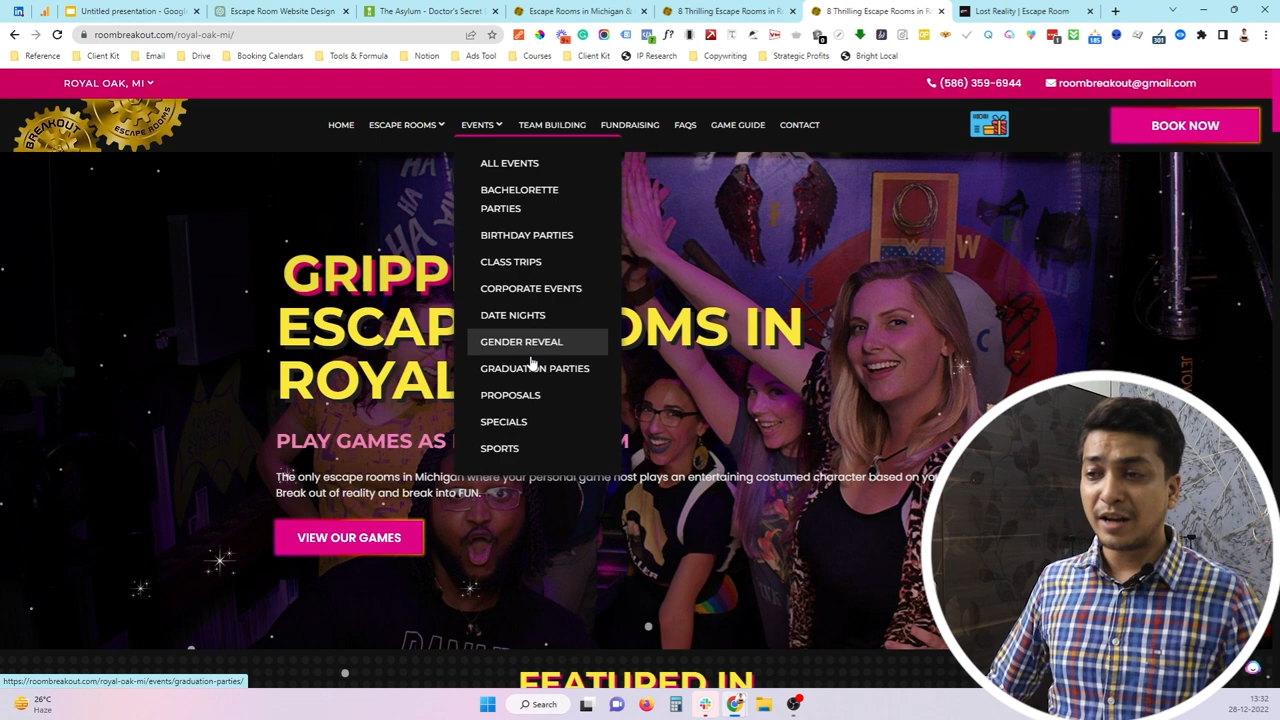 Untitled presentation - Google
Escape Room Website Design
The Asylum - Doctor's Secret
Escape Rooms in Michigan &
8 Thrilling Escape Rooms in R
8 Thrilling Escape Rooms in R
Lost Reality | Escape Room
roombreakout.com/royal-oak-mi/
Reference
Client Kit
Email
Drive
Booking Calendars
Tools & Formula
Notion
Ads Tool
Courses
Client Kit
IP Research
Copywriting
Strategic Profits
Bright Local
ROYAL OAK, MI
(586) 359-6944
roombreakout@gmail.com
BREAKOUT
ESCAPE ROOMS
HOME
ESCAPE ROOMS
EVENTS
TEAM BUILDING
FUNDRAISING
FAQS
GAME GUIDE
CONTACT
BOOK NOW
ALL EVENTS
BACHELORETTE
PARTIES
BIRTHDAY PARTIES
CLASS TRIPS
CORPORATE EVENTS
DATE NIGHTS
GENDER REVEAL
GRADUATION PARTIES
PROPOSALS
SPECIALS
SPORTS
GRIPP
ESCAP OMS IN
ROYAL
PLAY GAMES AS
The only escape rooms in Michigan where your personal game host plays an entertaining costumed character based on
Break out of reality and break into FUN.
VIEW OUR GAMES
FEATURED IN
https://roombreakout.com/royal-oak-mi/events/graduation-parties/
26°C
Haze
Search
13:32
28-12-2022